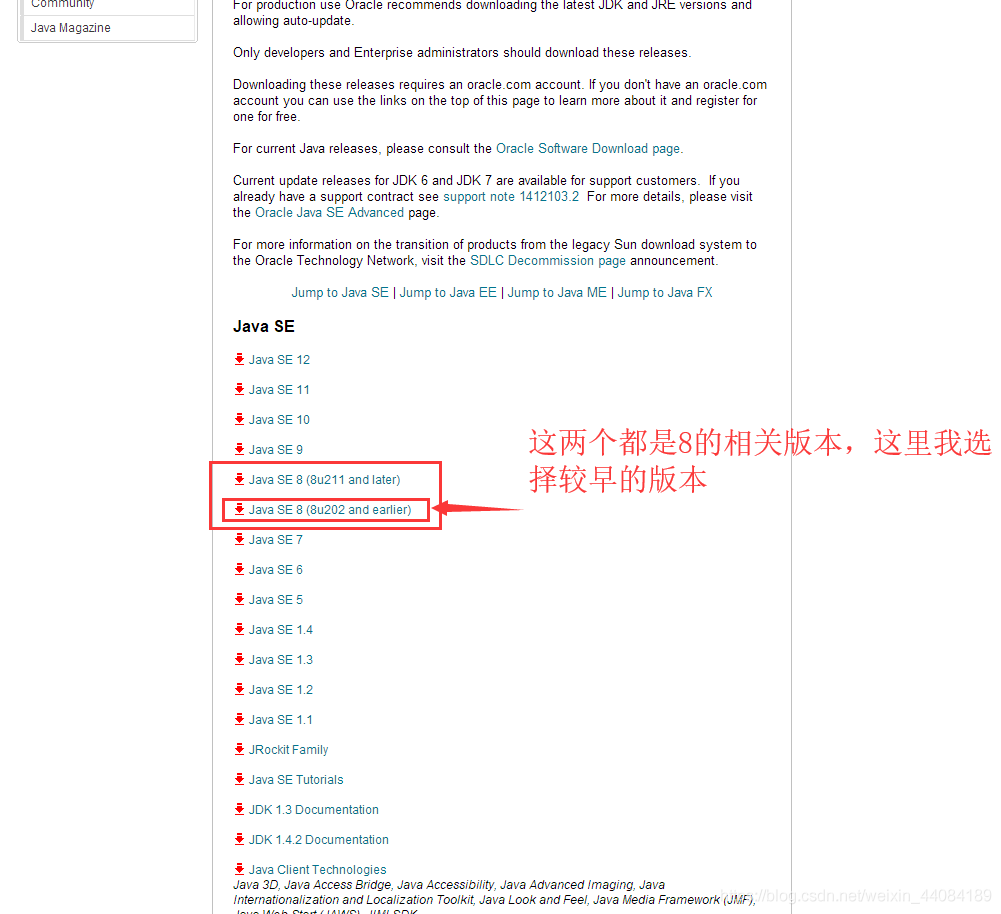 Community
Java Magazine
For production use Oracle recommends downloading the latest JDK and JRE versions and
allowing auto-update.
Only developers and Enterprise administrators should download these releases.
Downloading these releases requires an oracle.com account. If you don't have an oracle.com
account you can use the links on the top of this page to learn more about it and register for
one for free.
For current Java releases, please consult the Oracle Software Download page.
Current update releases for JDK 6 and JDK 7 are available for support customers. If you
already have a support contract see support note 1412103.2 For more details, please visit
the Oracle Java SE Advanced page.
For more information on the transition of products from the legacy Sun download system to
the Oracle Technology Network, visit the SDLC Decommission page announcement.
Jump to Java SE | Jump to Java EE | Jump to Java ME | Jump to Java FX
Java SE
Java SE 12
Java SE 11
Java SE 10
Java SE 9
Java SE 8 (8u211 and later)
Java SE 8 (8u202 and earlier)
这两个都是8的相关版本，这里我选
择较早的版本
Java SE 7
Java SE 6
Java SE 5
Java SE 1.4
Java SE 1.3
Java SE 1.2
Java SE 1.1
JRockit Family
Java SE Tutorials
JDK 1.3 Documentation
JDK 1.4.2 Documentation
Java Client Technologies
Java 3D, Java Access Bridge, Java Accessibility, Java Advanced Imaging, Java
Internationalization and Localization Toolkit, Java Look and Feel, Java Media Framework (JMF),
Java Web Start (JAWS), JIMI SDK
https://blog.csdn.net/weixin_44084189